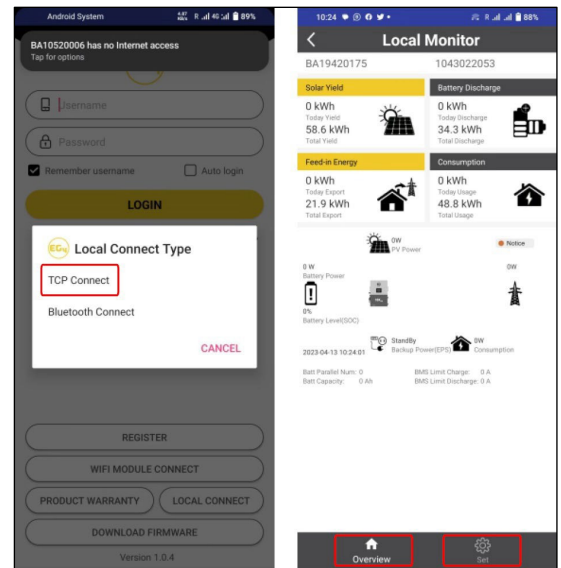 Android System
4G 89%
BA10520006 has no Internet access
Tap for options
Username
Password
Remember username
Auto login
LOGIN
EG4 Local Connect Type
TCP Connect
Bluetooth Connect
CANCEL
REGISTER
WIFI MODULE CONNECT
PRODUCT WARRANTY
LOCAL CONNECT
DOWNLOAD FIRMWARE
Version 1.0.4
10:24
88%
Local Monitor
BA19420175
1043022053
Solar Yield
0 kWh
Today Yield
58.6 kWh
Total Yield
Battery Discharge
0 kWh
Today Discharge
34.3 kWh
Total Discharge
Feed-in Energy
0 kWh
Today Export
21.9 kWh
Total Export
Consumption
0 kWh
Today Usage
48.8 kWh
Total Usage
0W
PV Power
Notice
0 W
Battery Power
0W
0%
Battery Level(SOC)
StandBy
Backup Power(EPS)
0W
Consumption
2023-04-13 10:24:01
Batt Parallel Num: 0
BMS Limit Charge: 0 A
Batt Capacity: 0 Ah
BMS Limit Discharge: 0 A
Overview
Set